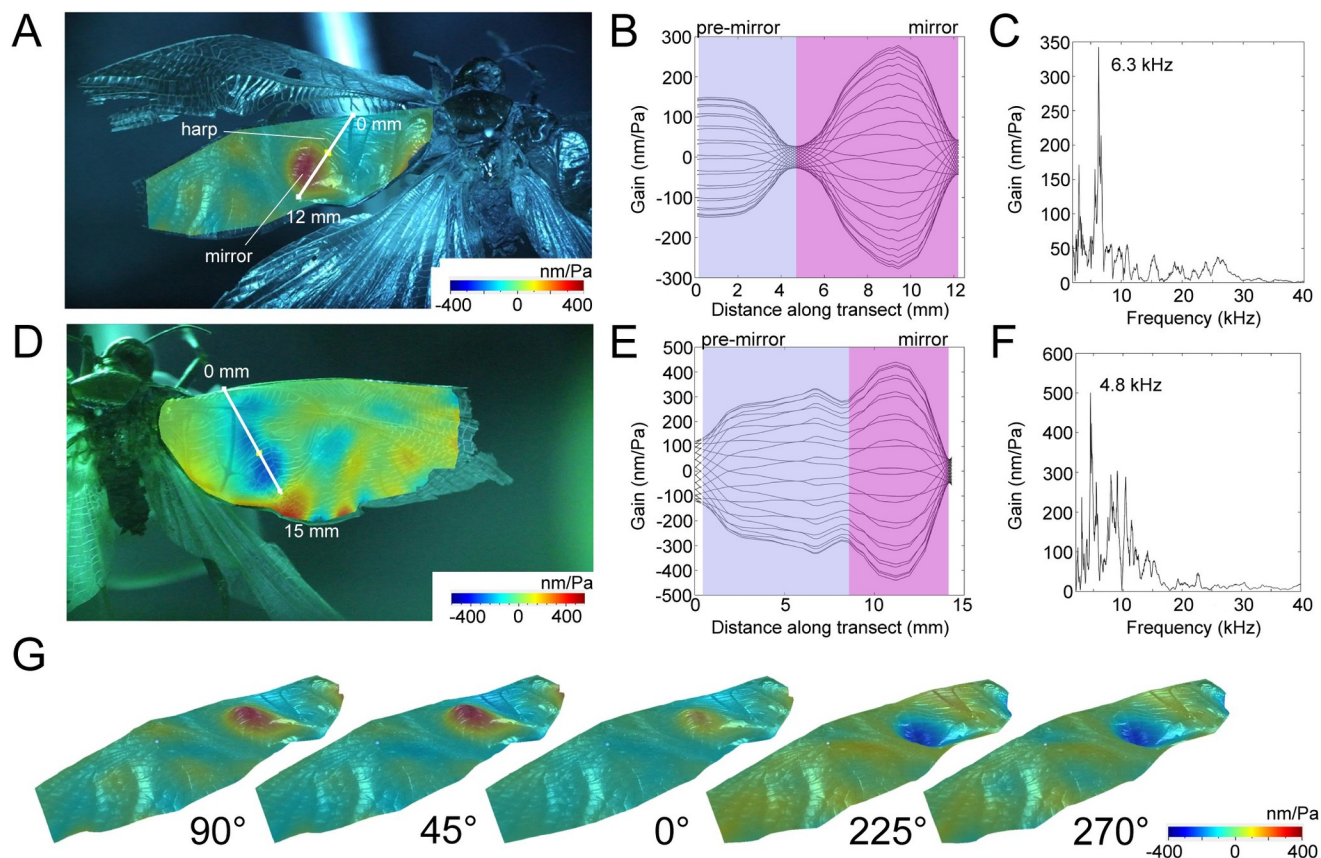 A
harp
0 mm
12 mm
mirror
nm/Pa
-400 0 400
B
pre-mirror mirror
300
200
100
0
-100
-200
-300
Gain (nm/Pa)
0 2 4 6 8 10 12
Distance along transect (mm)
C
350
300
250
200
150
100
50
0
Gain (nm/Pa)
6.3 kHz
10 20 30 40
Frequency (kHz)
D
0 mm
15 mm
nm/Pa
-400 0 400
E
pre-mirror mirror
500
400
300
200
100
0
-100
-200
-300
-400
-500
Gain (nm/Pa)
0 5 10 15
Distance along transect (mm)
F
600
500
400
300
200
100
0
Gain (nm/Pa)
4.8 kHz
10 20 30 40
Frequency (kHz)
G
90° 45° 0° 225° 270°
nm/Pa
-400 0 400